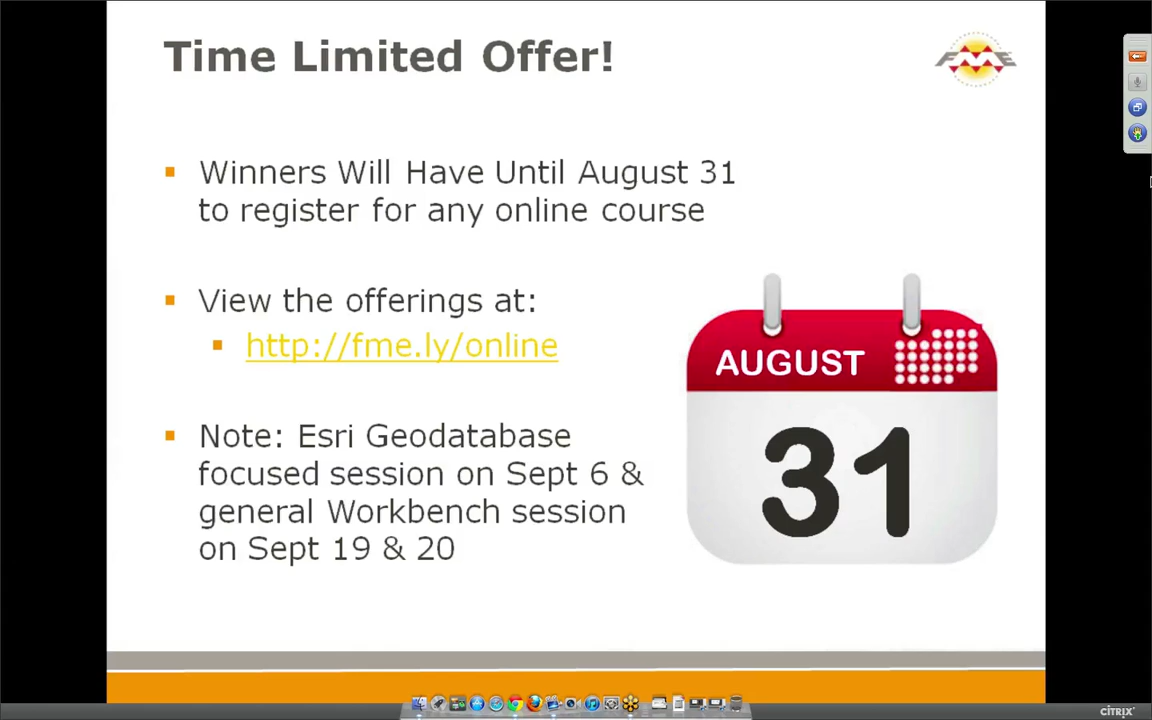 Time Limited Offer!
FME
Winners Will Have Until August 31
to register for any online course
View the offerings at:
http://fme.ly/online
Note: Esri Geodatabase
focused session on Sept 6 &
general Workbench session
on Sept 19 & 20
AUGUST
31
CITRIX